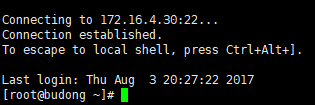 Connecting to 172.16.4.30:22...
Connection established.
To escape to local shell, press Ctrl+Alt+].
Last login: Thu Aug  3 20:27:22 2017
[root@budong ~]#